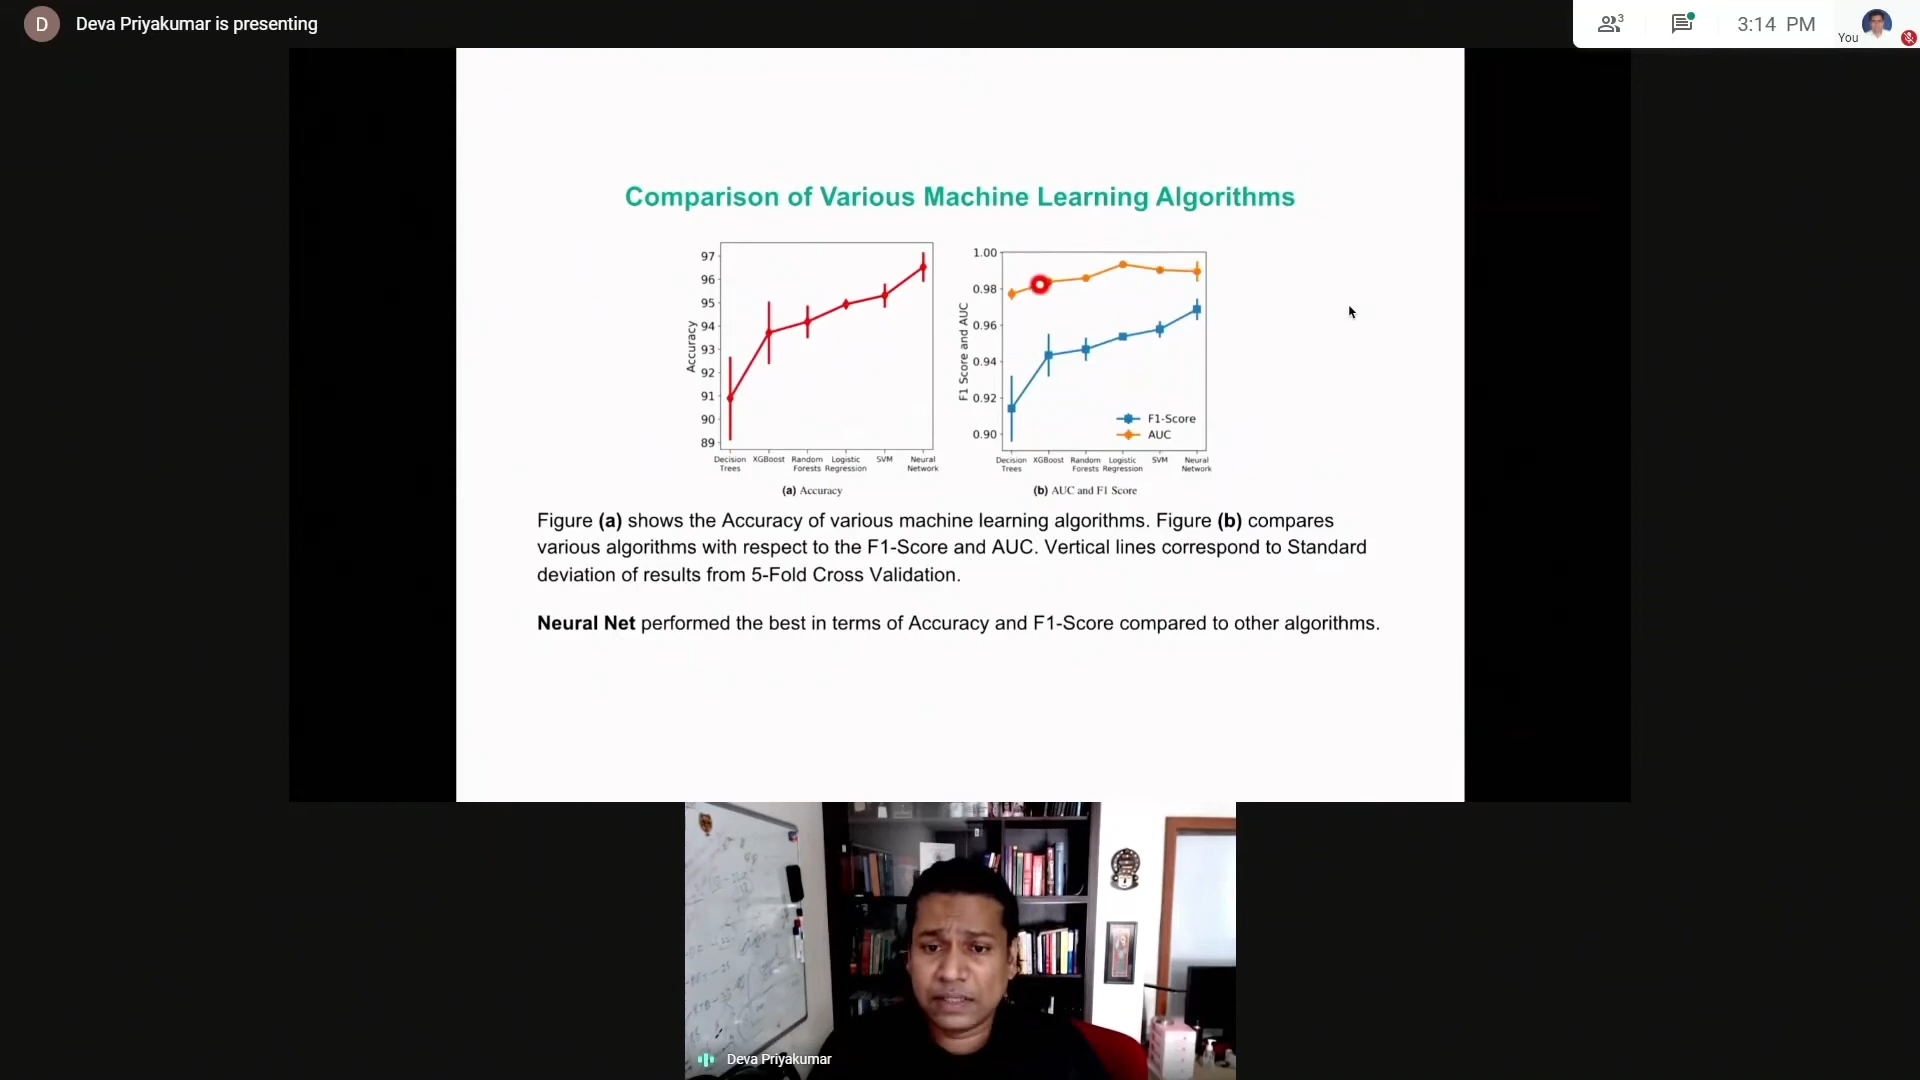 D Deva Priyakumar is presenting
3
3:14 PM
You
Comparison of Various Machine Learning Algorithms
97
96
95
94
93
92
91
90
89
Accuracy
Decision Trees XGBoost Random Forests Logistic Regression SVM Neural Network
(a) Accuracy
1.00
0.98
0.96
0.94
0.92
0.90
F1 Score and AUC
F1-Score
AUC
Decision Trees XGBoost Random Forests Logistic Regression SVM Neural Network
(b) AUC and F1 Score
Figure (a) shows the Accuracy of various machine learning algorithms. Figure (b) compares
various algorithms with respect to the F1-Score and AUC. Vertical lines correspond to Standard
deviation of results from 5-Fold Cross Validation.
Neural Net performed the best in terms of Accuracy and F1-Score compared to other algorithms.
Deva Priyakumar